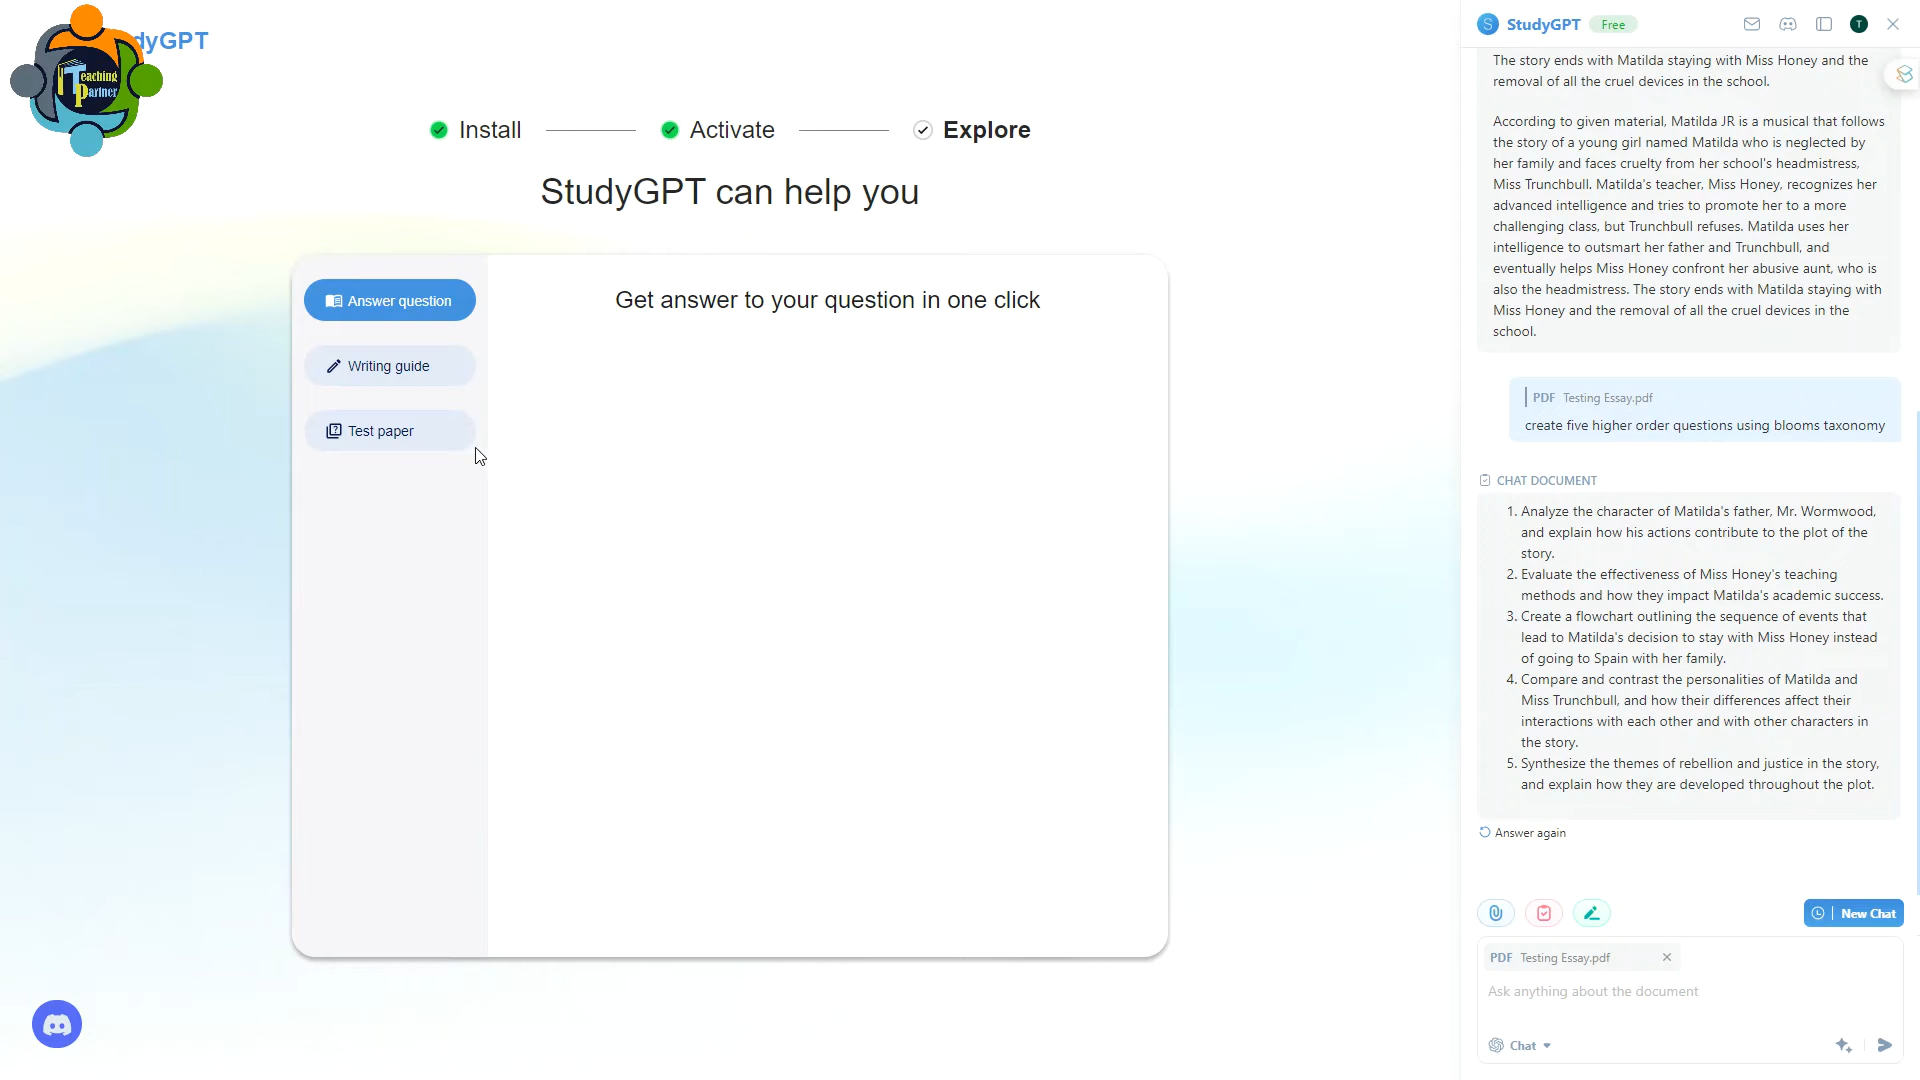 Teaching
Partner
dyGPT
Install
Activate
Explore
StudyGPT can help you
Answer question
Writing guide
Test paper
Get answer to your question in one click
S StudyGPT Free
T
The story ends with Matilda staying with Miss Honey and the
removal of all the cruel devices in the school.
According to given material, Matilda JR is a musical that follows
the story of a young girl named Matilda who is neglected by
her family and faces cruelty from her school's headmistress,
Miss Trunchbull. Matilda's teacher, Miss Honey, recognizes her
advanced intelligence and tries to promote her to a more
challenging class, but Trunchbull refuses. Matilda uses her
intelligence to outsmart her father and Trunchbull, and
eventually helps Miss Honey confront her abusive aunt, who is
also the headmistress. The story ends with Matilda staying with
Miss Honey and the removal of all the cruel devices in the
school.
PDF Testing Essay.pdf
create five higher order questions using blooms taxonomy
CHAT DOCUMENT
1. Analyze the character of Matilda's father, Mr. Wormwood,
and explain how his actions contribute to the plot of the
story.
2. Evaluate the effectiveness of Miss Honey's teaching
methods and how they impact Matilda's academic success.
3. Create a flowchart outlining the sequence of events that
lead to Matilda's decision to stay with Miss Honey instead
of going to Spain with her family.
4. Compare and contrast the personalities of Matilda and
Miss Trunchbull, and how their differences affect their
interactions with each other and with other characters in
the story.
5. Synthesize the themes of rebellion and justice in the story,
and explain how they are developed throughout the plot.
Answer again
New Chat
PDF Testing Essay.pdf
Ask anything about the document
Chat